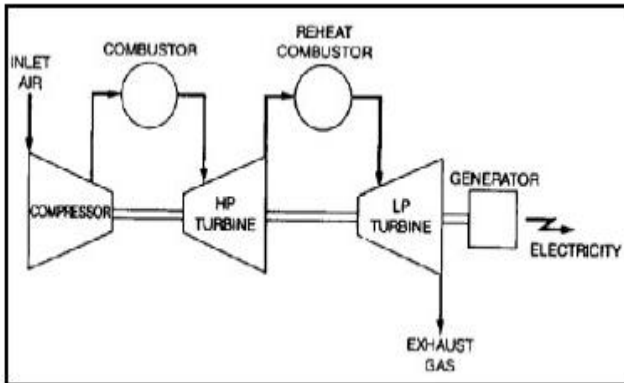 COMBUSTOR
REHEAT
COMBUSTOR
INLET
AIR
COMPRESSOR
HP
TURBINE
LP
TURBINE
GENERATOR
ELECTRICITY
EXHAUST
GAS